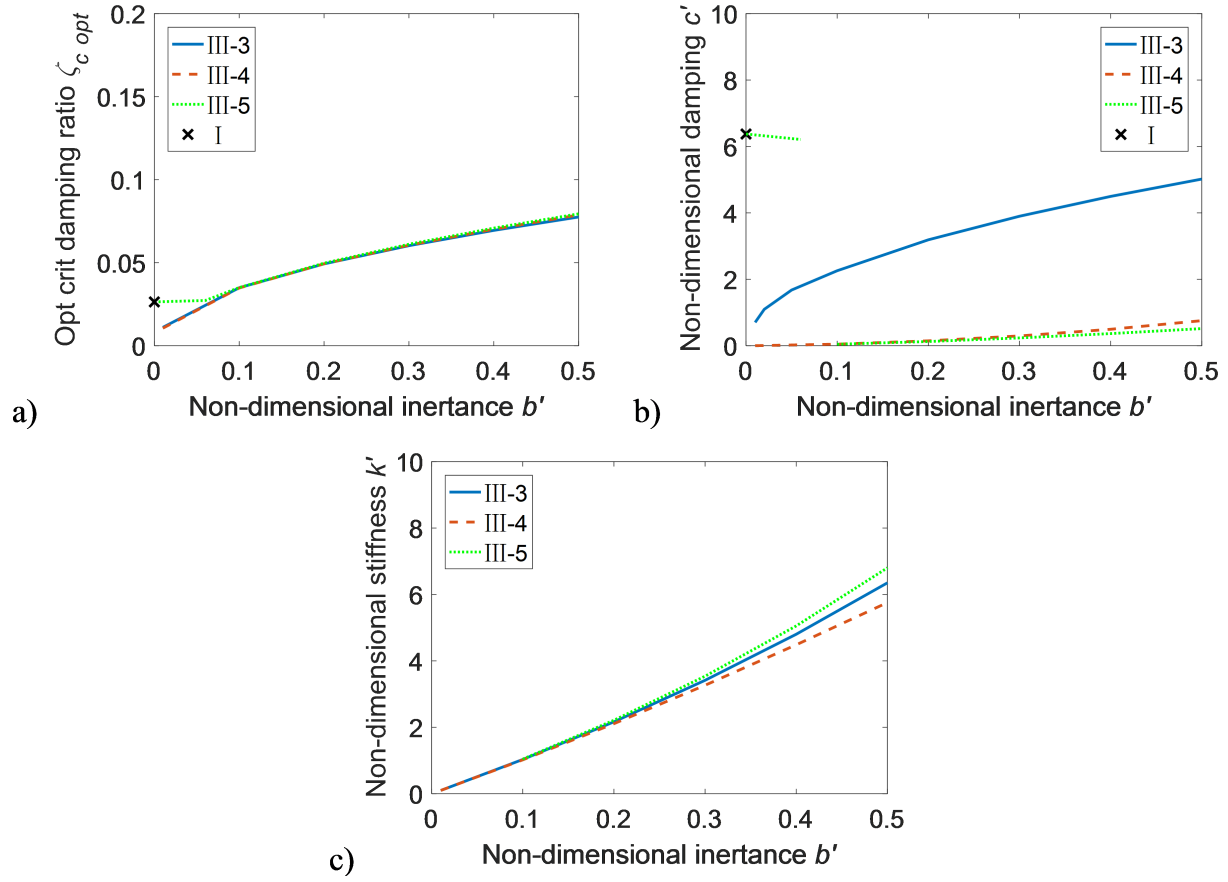 Opt crit damping ratio ζc opt
0.2
0.15
0.1
0.05
0
III-3
III-4
III-5
I
0 0.1 0.2 0.3 0.4 0.5
Non-dimensional inertance b′
a)
Non-dimensional damping c′
10
8
6
4
2
0
III-3
III-4
III-5
I
0 0.1 0.2 0.3 0.4 0.5
Non-dimensional inertance b′
b)
Non-dimensional stiffness k′
10
8
6
4
2
0
III-3
III-4
III-5
0 0.1 0.2 0.3 0.4 0.5
Non-dimensional inertance b′
c)